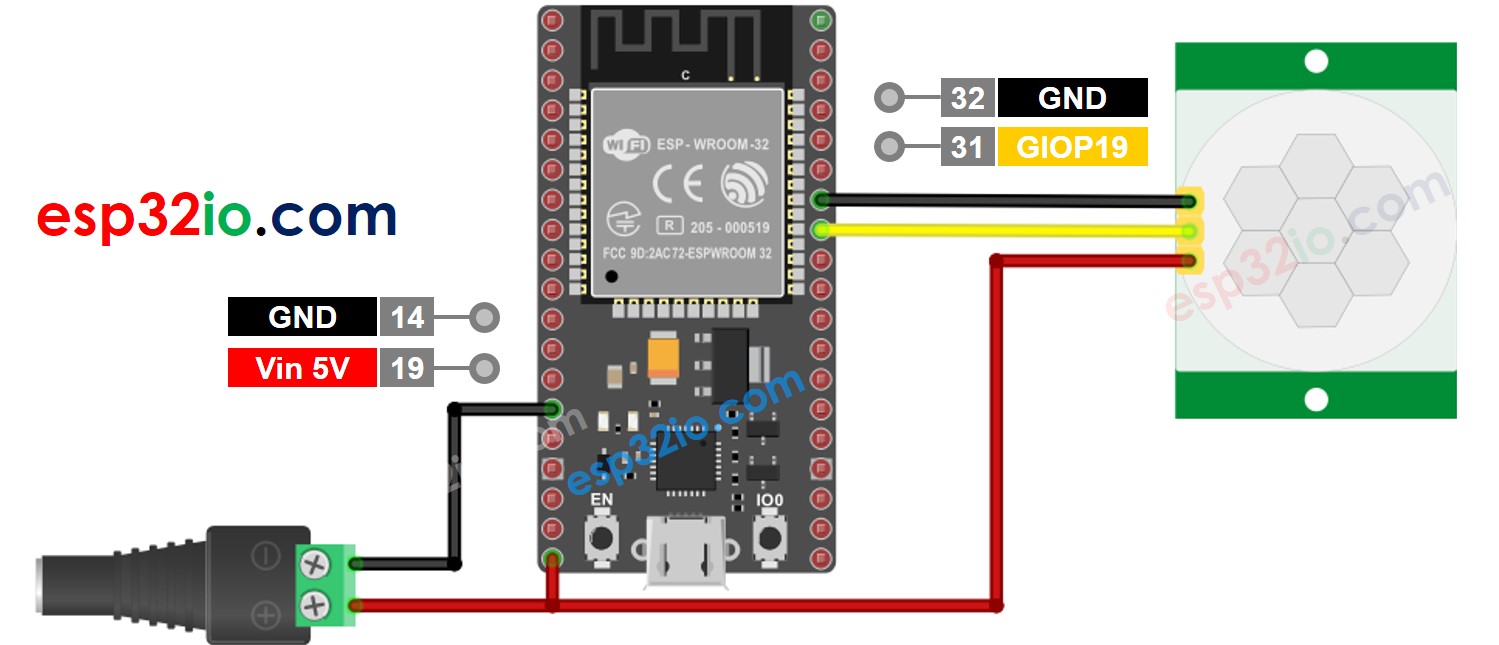 C
WiFi ESP - WROOM -32
CE
R 205 - 000519
FCC 9D:2AC72-ESPWROOM 32
32 GND
31 GIOP19
esp32io.com
GND 14
Vin 5V 19
esp32io.com
esp32io.com
EN
IO0